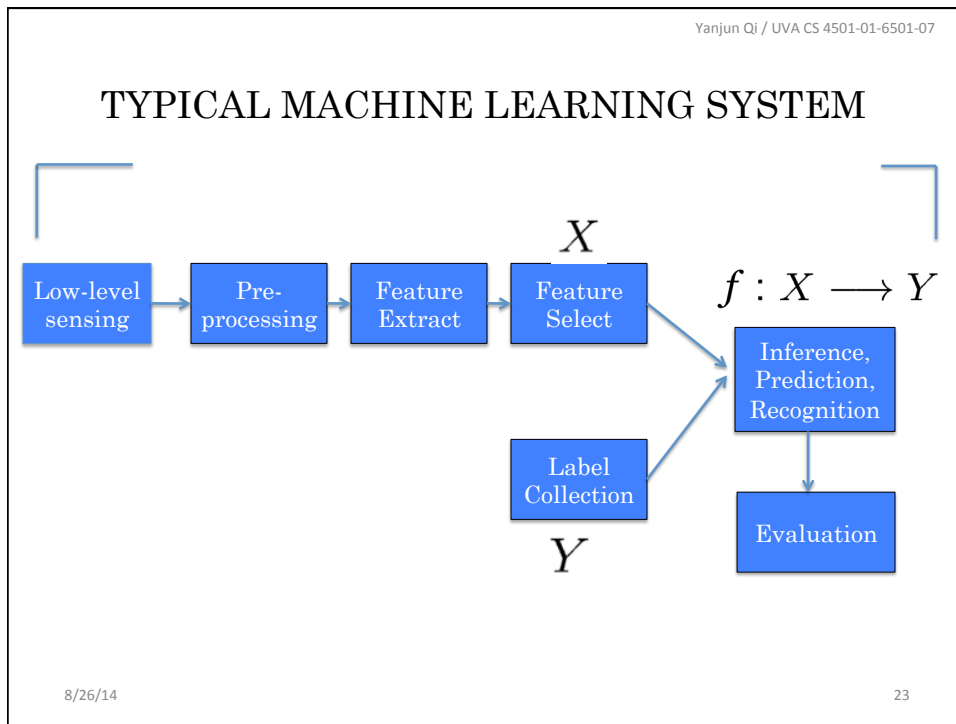 Yanjun Qi / UVA CS 4501-01-6501-07
TYPICAL MACHINE LEARNING SYSTEM
Low-level
sensing
Pre-
processing
Feature
Extract
X
Feature
Select
f : X ⟶ Y
Inference,
Prediction,
Recognition
Label
Collection
Y
Evaluation
8/26/14
23